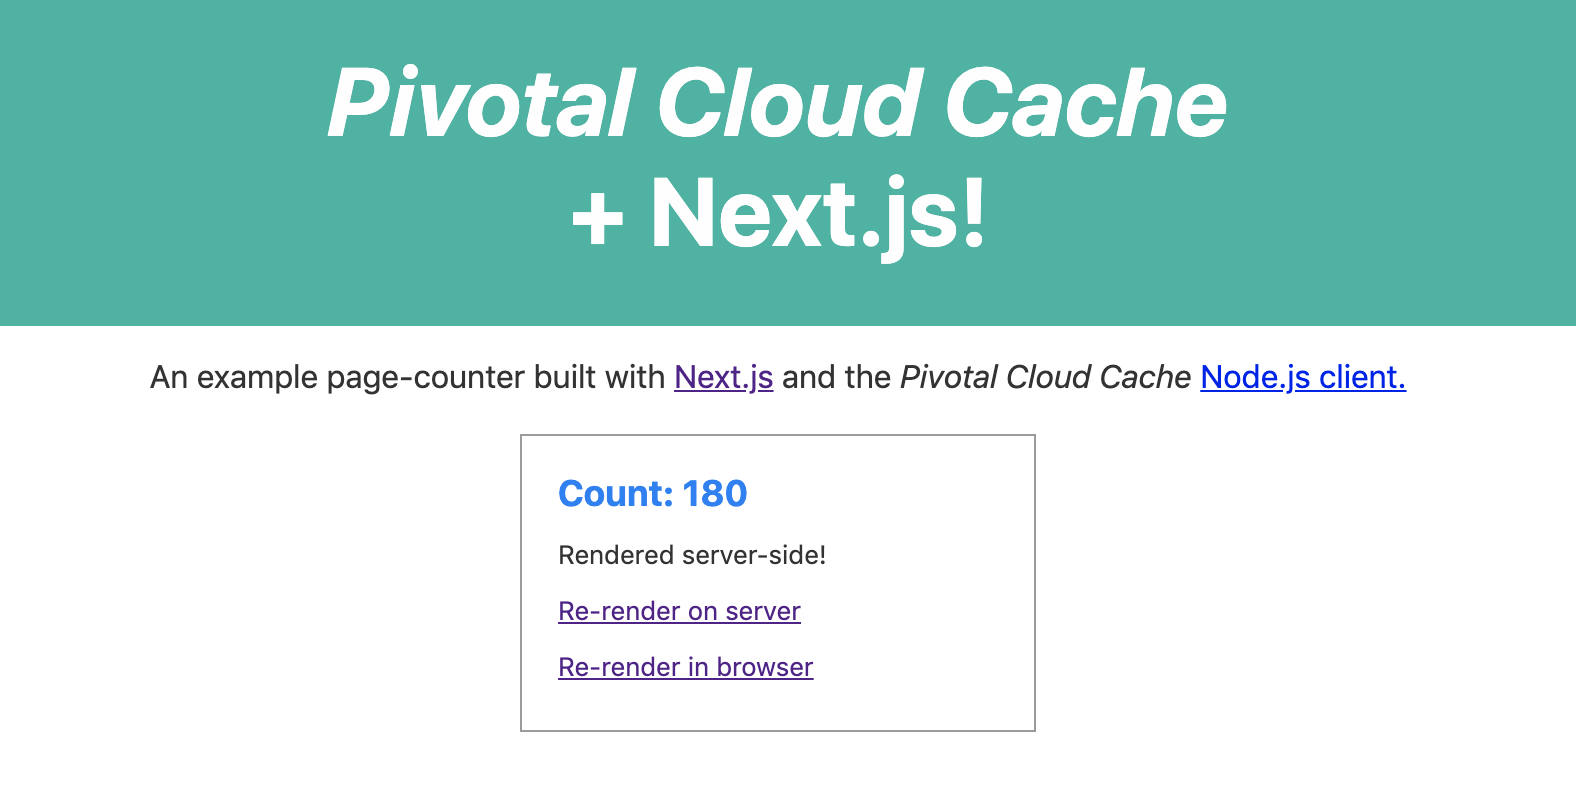 Pivotal Cloud Cache
+ Next.js!
An example page-counter built with Next.js and the Pivotal Cloud Cache Node.js client.
Count: 180
Rendered server-side!
Re-render on server
Re-render in browser